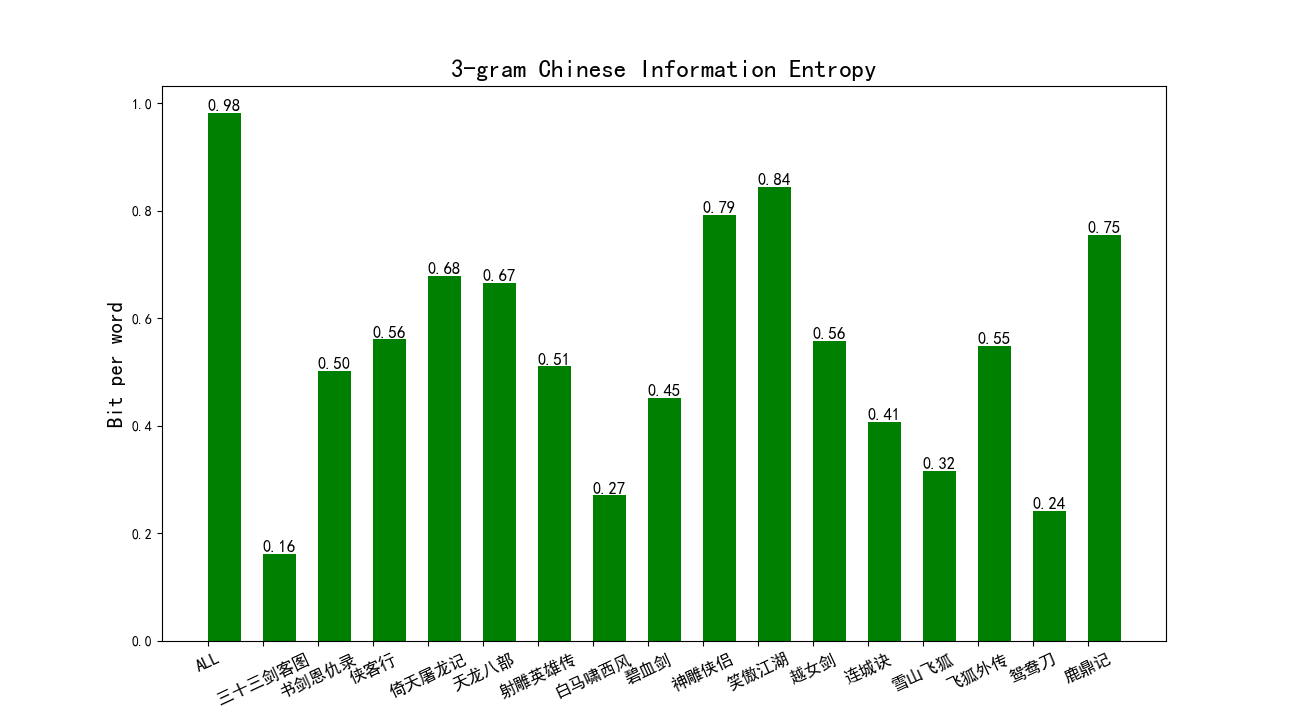 3-gram Chinese Information Entropy
Bit per word
1.0
0.8
0.6
0.4
0.2
0.0
0.98
0.16
0.50
0.56
0.68
0.67
0.51
0.27
0.45
0.79
0.84
0.56
0.41
0.32
0.55
0.24
0.75
ALL
三十三剑客图
书剑恩仇录
侠客行
倚天屠龙记
天龙八部
射雕英雄传
白马啸西风
碧血剑
神雕侠侣
笑傲江湖
越女剑
连城诀
雪山飞狐
飞狐外传
鸳鸯刀
鹿鼎记